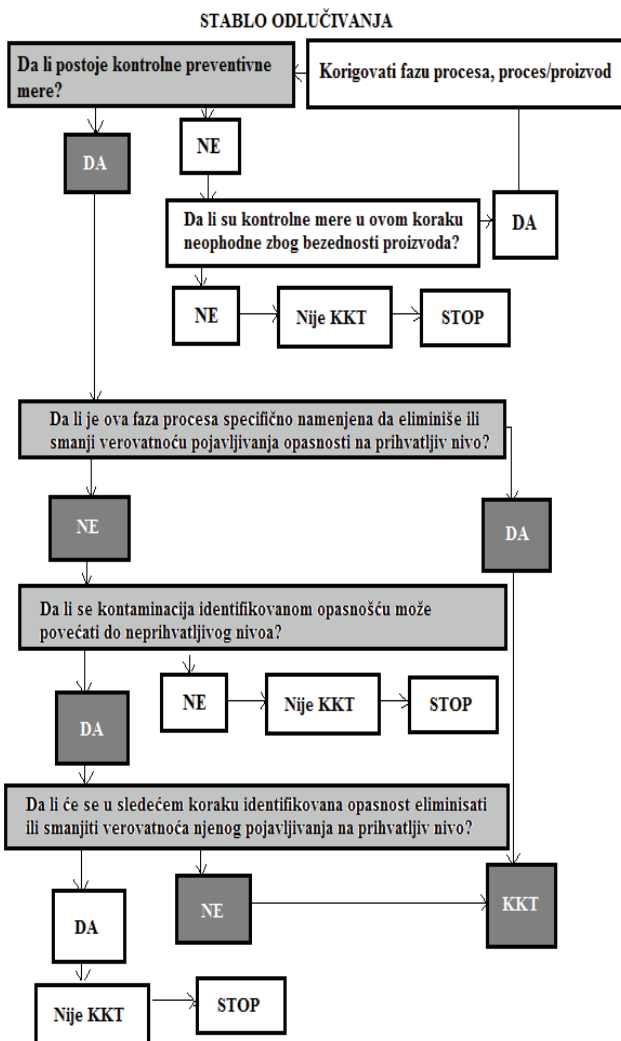 STABLO ODLUČIVANJA
Da li postoje kontrolne preventivne
mere?
Korigovati fazu procesa, proces/proizvod
DA
NE
Da li su kontrolne mere u ovom koraku
neophodne zbog bezednosti proizvoda?
DA
NE
Nije KKT
STOP
Da li je ova faza procesa specifično namenjena da eliminiše ili
smanji verovatnoću pojavljivanja opasnosti na prihvatljiv nivo?
NE
DA
Da li se kontaminacija identifikovanom opasnošću može
povećati do neprihvatljivog nivoa?
DA
NE
Nije KKT
STOP
Da li će se u sledećem koraku identifikovana opasnost eliminisati
ili smanjiti verovatnoća njenog pojavljivanja na prihvatljiv nivo?
DA
NE
KKT
Nije KKT
STOP